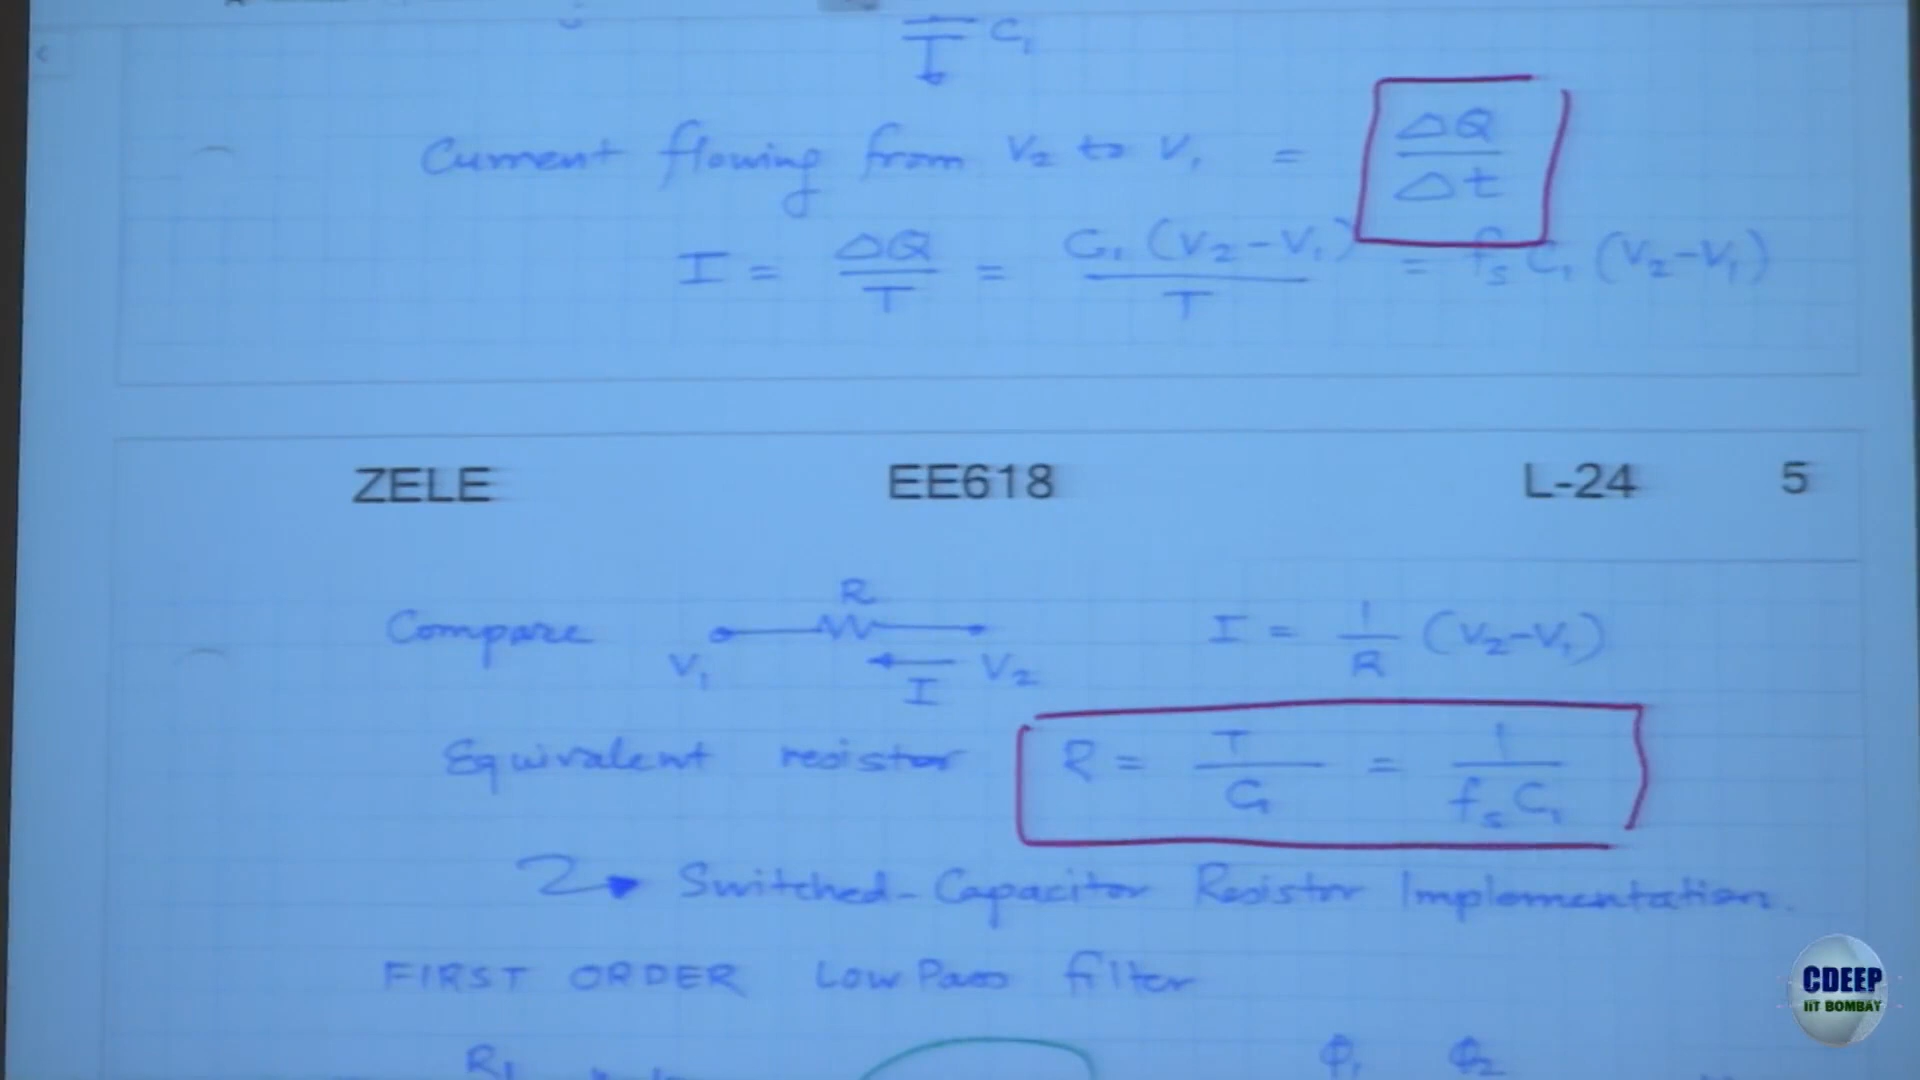 C₁
Current flowing from V₂ to V₁ = ΔQ/Δt
I = ΔQ/T = C₁ (V₂-V₁)/T = fₛ C₁ (V₂-V₁)
ZELE EE618 L-24 5
Compare R I = 1/R (V₂-V₁)
V₁ I V₂
Equivalent resistor R = T/C₁ = 1/fₛ C₁
Switched-Capacitor Resistor Implementation.
FIRST ORDER Low Pass filter
R₁ φ₁ φ₂
CDEEP
IIT BOMBAY